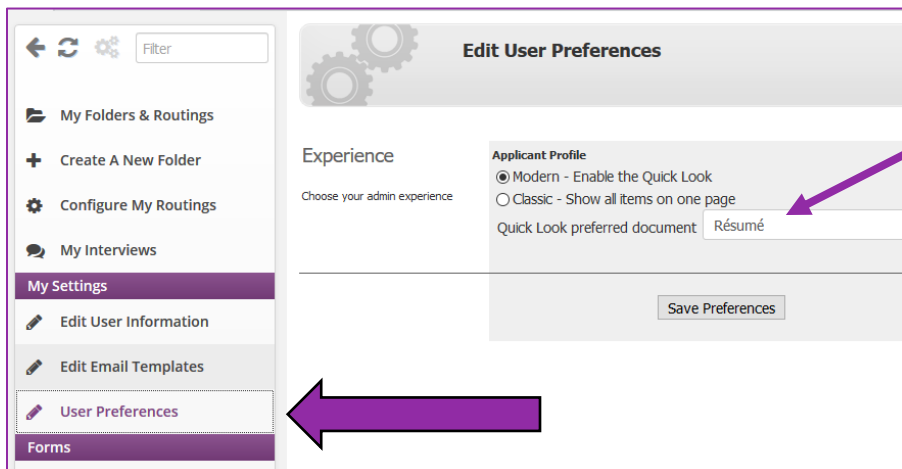 Filter
My Folders & Routings
Create A New Folder
Configure My Routings
My Interviews
My Settings
Edit User Information
Edit Email Templates
User Preferences
Forms
Edit User Preferences
Experience
Choose your admin experience
Applicant Profile
Modern - Enable the Quick Look
Classic - Show all items on one page
Quick Look preferred document Résumé
Save Preferences